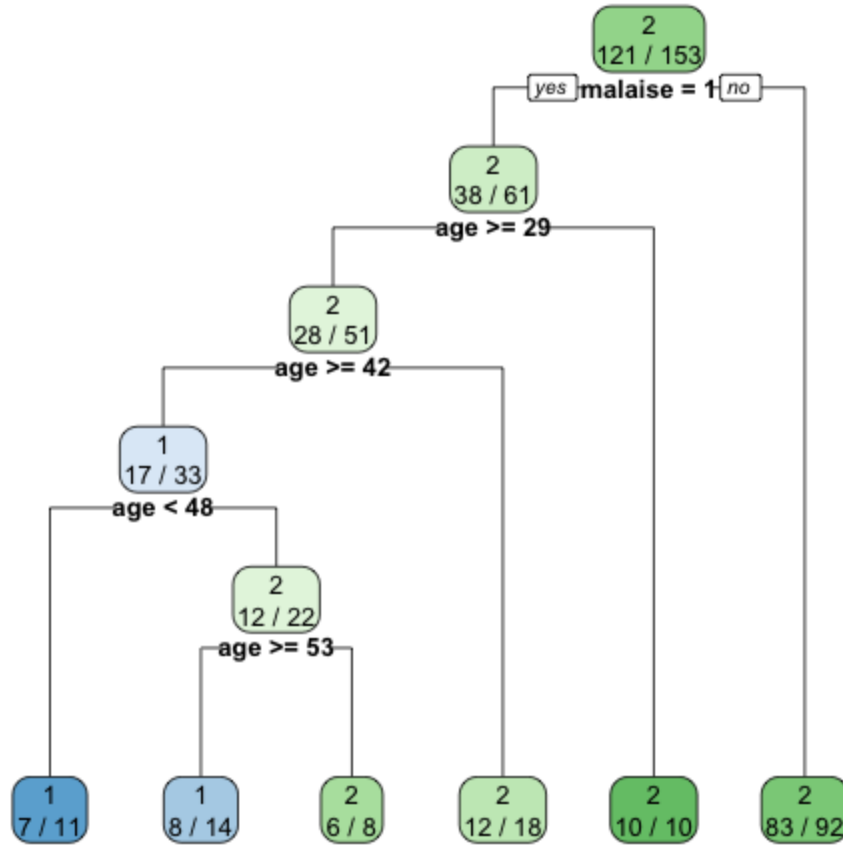 2
121 / 153
yes malaise = 1 no
2
38 / 61
age >= 29
2
28 / 51
age >= 42
1
17 / 33
age < 48
2
12 / 22
age >= 53
1
7 / 11
1
8 / 14
2
6 / 8
2
12 / 18
2
10 / 10
2
83 / 92